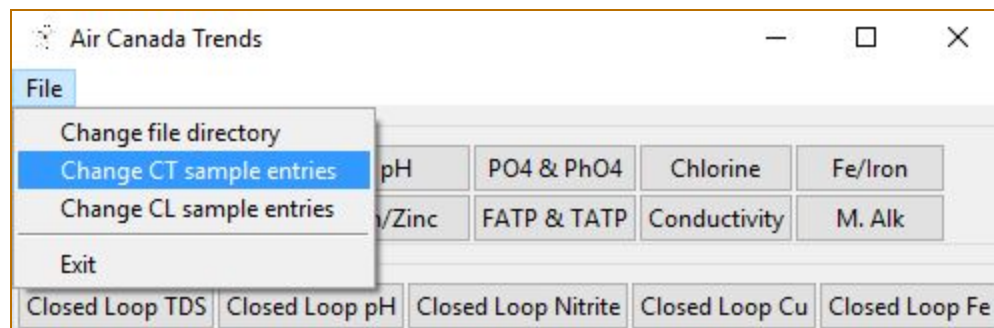 Air Canada Trends
File
Change file directory
Change CT sample entries pH PO4 & PhO4 Chlorine Fe/Iron
Change CL sample entries /Zinc FATP & TATP Conductivity M. Alk
Exit
Closed Loop TDS Closed Loop pH Closed Loop Nitrite Closed Loop Cu Closed Loop Fe